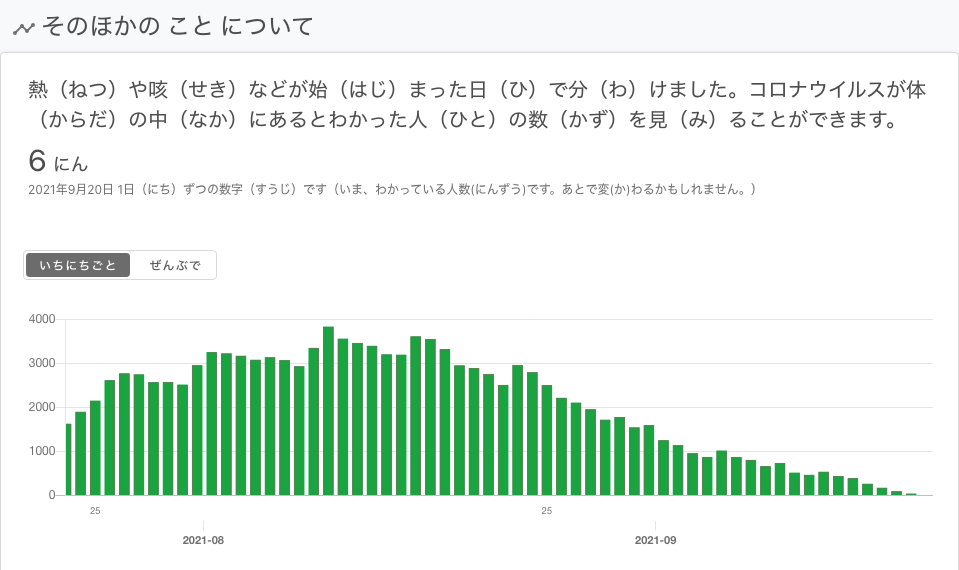 そのほかの こと について
熱（ねつ）や咳（せき）などが始（はじ）まった日（ひ）で分（わ）けました。コロナウイルスが体
（からだ）の中（なか）にあるとわかった人（ひと）の数（かず）を見（み）ることができます。
6 にん
2021年9月20日 1日（にち）ずつの数字（すうじ）です（いま、わかっている人数(にんずう)です。あとで変(か)わるかもしれません。）
いちにちごと ぜんぶで
4000
3000
2000
1000
0
25 25
2021-08 2021-09